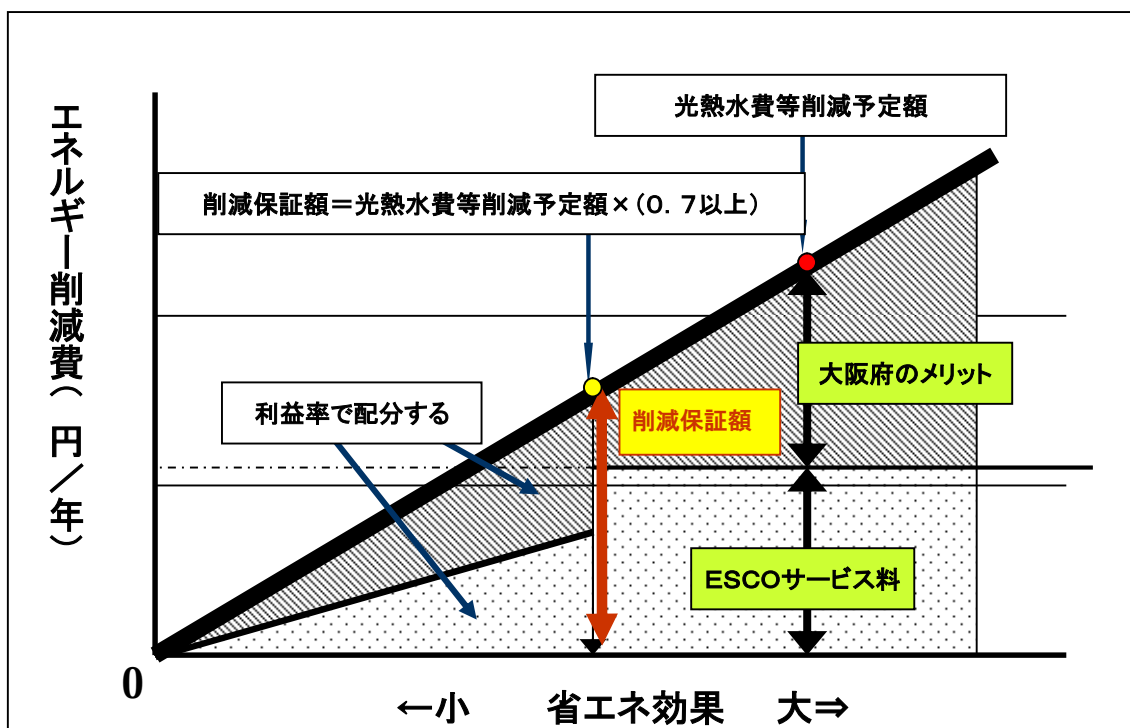 光熱水費等削減予定額
削減保証額＝光熱水費等削減予定額×（０．７以上）
エネルギー削減費（円／年）
大阪府のメリット
利益率で配分する
削減保証額
ＥＳＣＯサービス料
0
←小　省エネ効果　大⇒